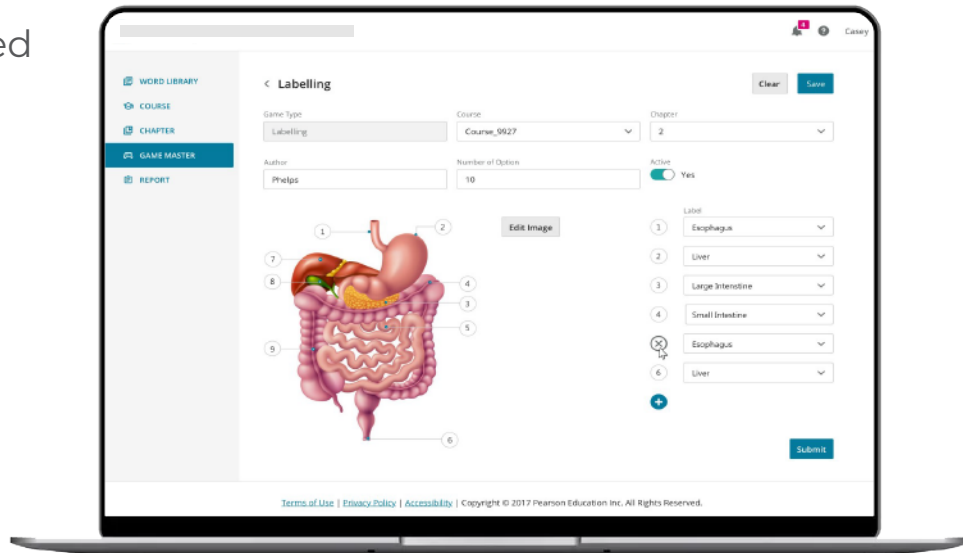 ed
4
Casey
WORD LIBRARY
COURSE
CHAPTER
GAME MASTER
REPORT
< Labelling
Clear
Save
Game Type
Course
Chapter
Labelling
Course_9927
2
Author
Number of Option
Active
Phelps
10
Yes
Edit Image
1
2
7
8
4
3
5
9
6
Label
1 Esophagus
2 Liver
3 Large Intenstine
4 Small Intestine
Esophagus
6 Liver
Submit
Terms of Use | Privacy Policy | Accessibility | Copyright © 2017 Pearson Education Inc. All Rights Reserved.